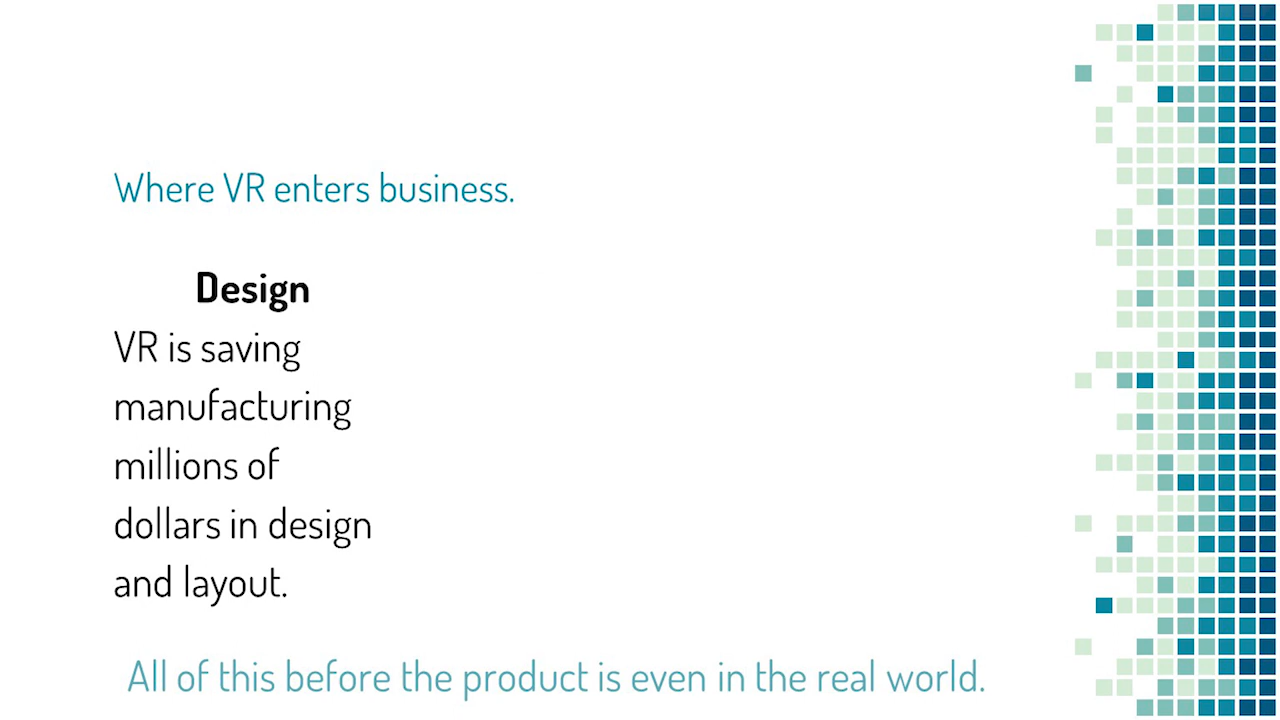 Where VR enters business.
Design
VR is saving
manufacturing
millions of
dollars in design
and layout.
All of this before the product is even in the real world.